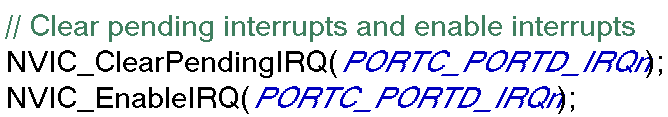 // Clear pending interrupts and enable interrupts
NVIC_ClearPendingIRQ( PORTC_PORTD_IRQn);
NVIC_EnableIRQ( PORTC_PORTD_IRQn);